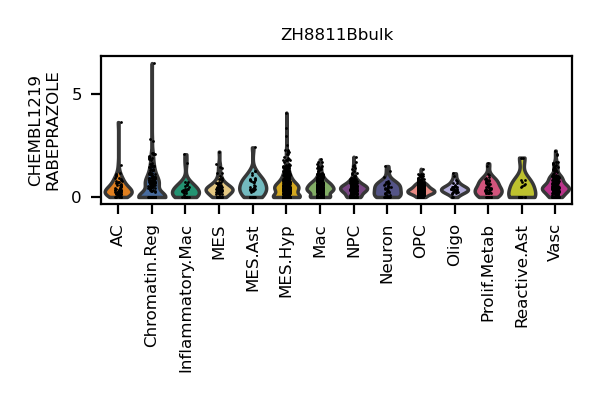 ZH8811Bbulk
CHEMBL1219
RABEPRAZOLE
5
0
AC
Chromatin.Reg
Inflammatory.Mac
MES
MES.Ast
MES.Hyp
Mac
NPC
Neuron
OPC
Oligo
Prolif.Metab
Reactive.Ast
Vasc